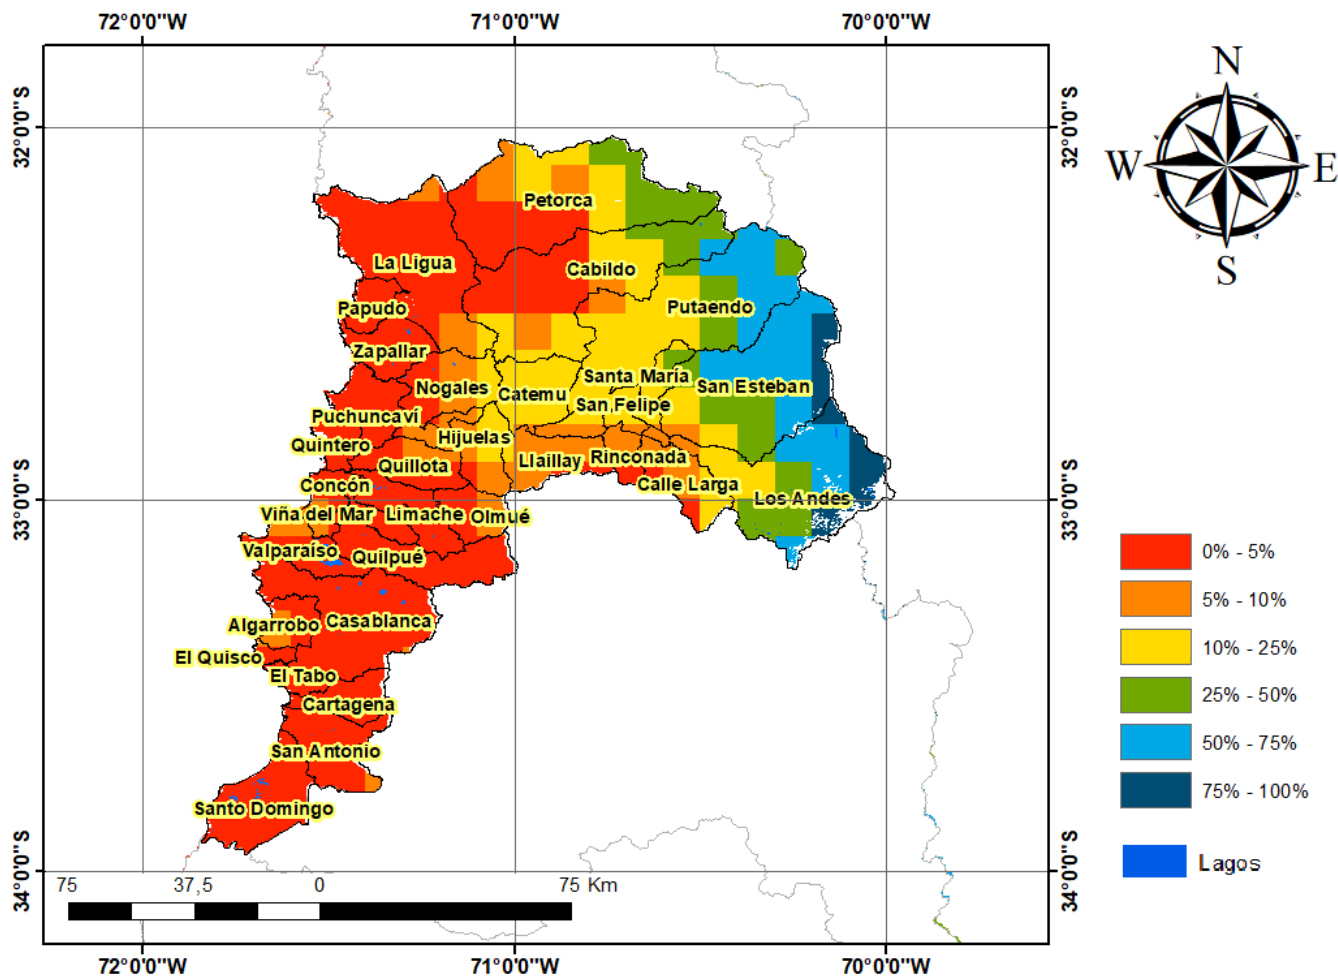 72°0'0"W 71°0'0"W 70°0'0"W
N
W E
S
32°0'0"S
32°0'0"S
Petorca
La Ligua
Cabildo
Papudo
Putaendo
Zapallar
Santa María
Nogales
Catemu
San Esteban
San Felipe
Puchuncaví
Quintero
Hijuelas
Quillota
Llaillay
Rinconada
Concón
Calle Larga
Los Andes
33°0'0"S
33°0'0"S
Viña del Mar
Limache
Olmué
Valparaíso
Quilpué
Algarrobo
Casablanca
El Quisco
El Tabo
Cartagena
San Antonio
Santo Domingo
0% - 5%
5% - 10%
10% - 25%
25% - 50%
50% - 75%
75% - 100%
Lagos
34°0'0"S
34°0'0"S
75 37,5 0 75 Km
72°0'0"W 71°0'0"W 70°0'0"W